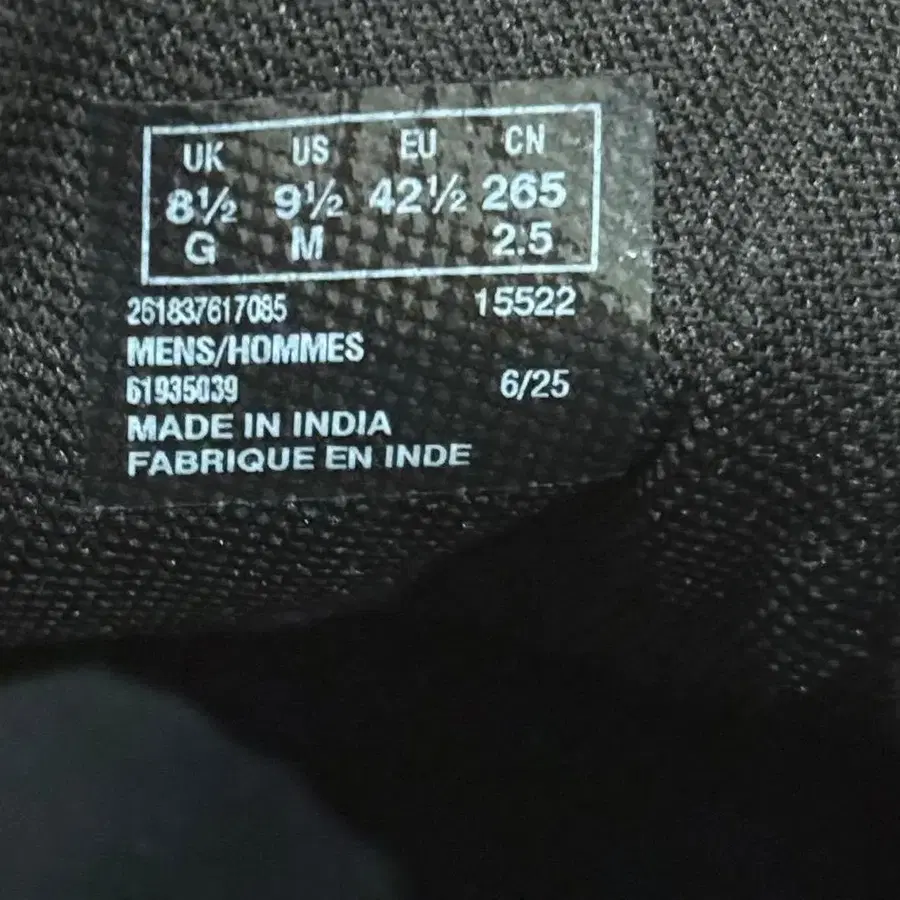 UK US EU CN
8½ 9½ 42½ 265
G M 2.5
261837617085 15522
MENS/HOMMES
61935039 6/25
MADE IN INDIA
FABRIQUE EN INDE